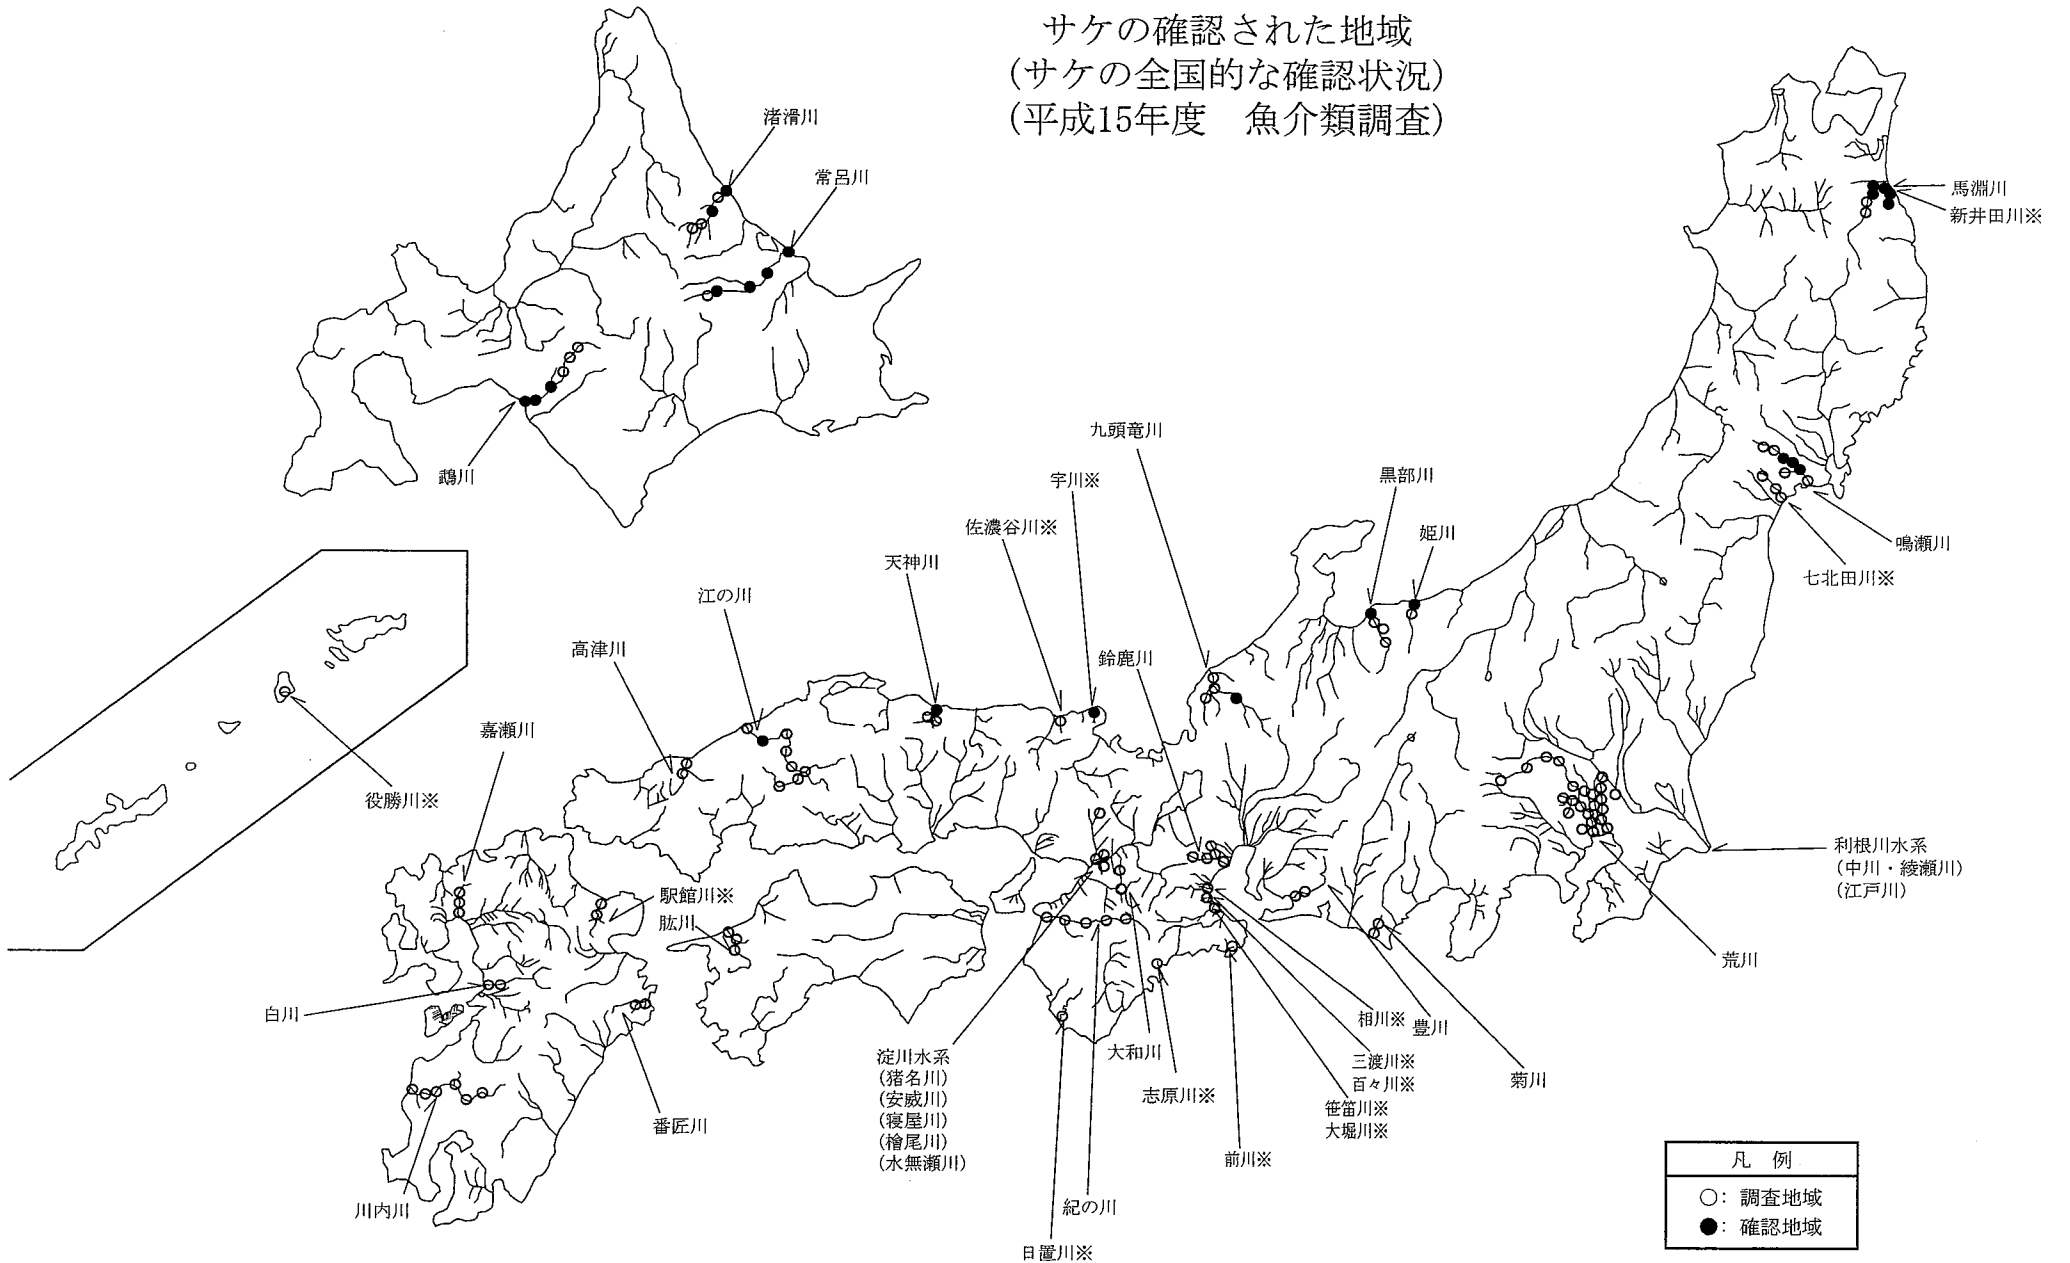 サケの確認された地域
(サケの全国的な確認状況)
(平成15年度　魚介類調査)
渚滑川
常呂川
鵡川
馬淵川
新井田川※
鳴瀬川
七北田川※
九頭竜川
宇川※
黒部川
佐濃谷川※
姫川
天神川
江の川
鈴鹿川
高津川
嘉瀬川
役勝川※
利根川水系
(中川・綾瀬川)
(江戸川)
駅館川※
肱川
荒川
白川
相川※
豊川
淀川水系
(猪名川)
(安威川)
(寝屋川)
(檜尾川)
(水無瀬川)
大和川
三渡川※
百々川※
菊川
志原川※
笹笛川※
大堀川※
番匠川
前川※
川内川
紀の川
日置川※
凡 例
○: 調査地域
●: 確認地域